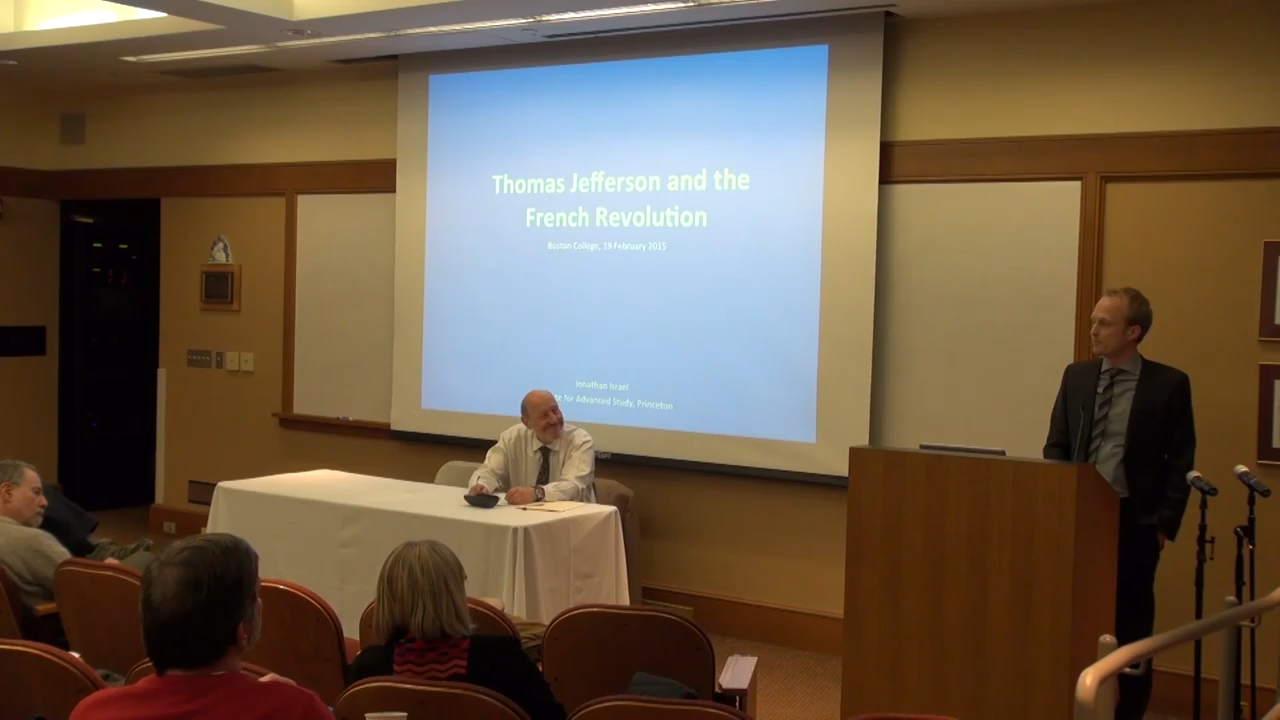 Thomas Jefferson and the
French Revolution
Boston College, 19 February 2015
Jonathan Israel
for Advanced Study, Princeton